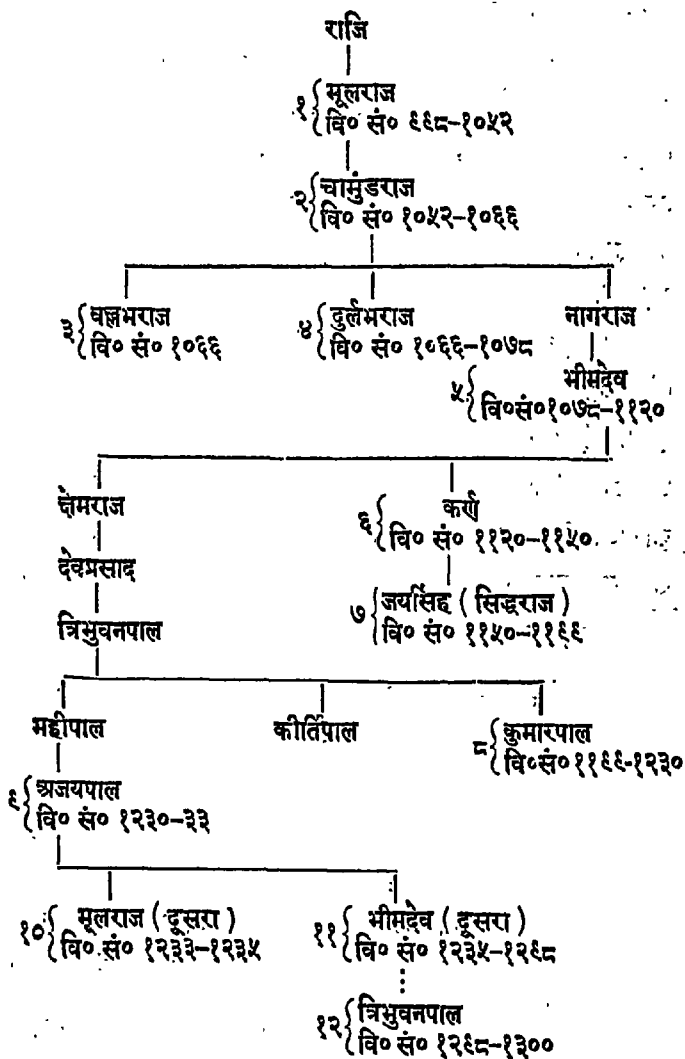 राजि
१ { मूलराज
वि० सं० ९९८-१०५२
२ { चामुंडराज
वि० सं० १०५२-१०६६
३ { वल्लभराज
वि० सं० १०६६
४ { दुर्लभराज
वि० सं० १०६६-१०७८
नागराज
५ { भीमदेव
वि०सं०१०७८-११२०
क्षेमराज
६ { कर्ण
वि० सं० ११२०-११५०
देवप्रसाद
७ { जयसिंह ( सिद्धराज )
वि० सं० ११५०-११९९
त्रिभुवनपाल
महीपाल
कीर्तिपाल
८ { कुमारपाल
वि०सं०११९९-१२३०
९ { अजयपाल
वि० सं० १२३०-३३
१० { मूलराज ( दूसरा )
वि० सं० १२३३-१२३५
११ { भीमदेव ( दूसरा )
वि० सं० १२३५-१२९८
१२ { त्रिभुवनपाल
वि० सं० १२९८-१३००